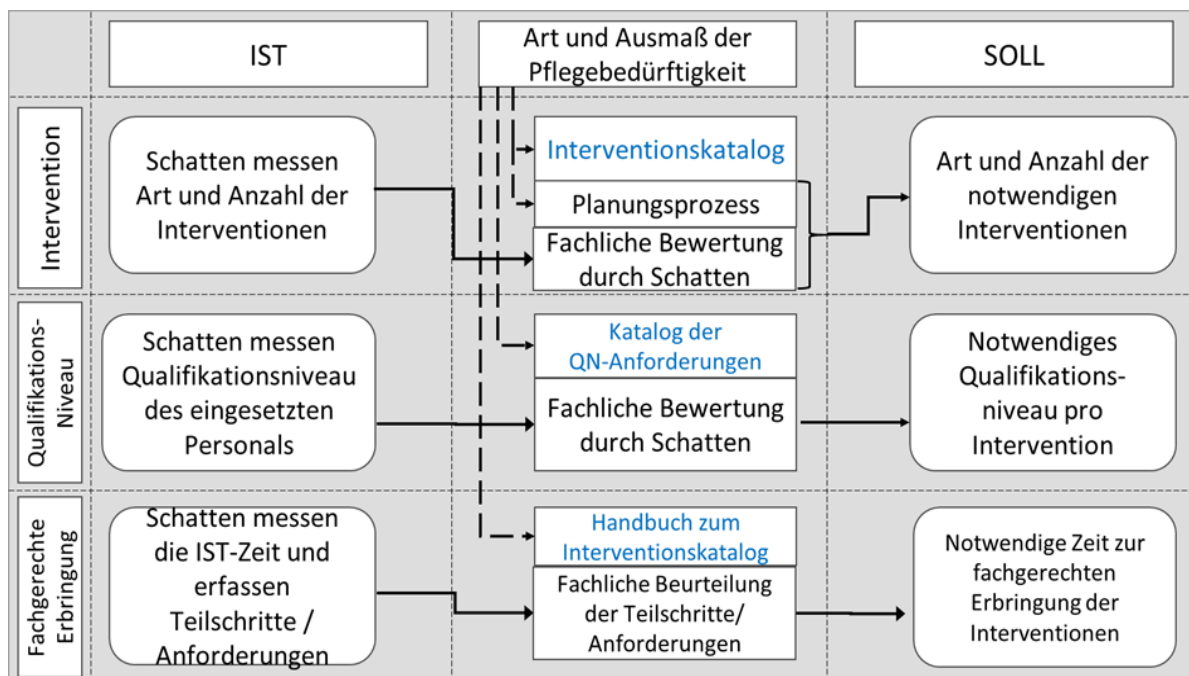 IST
Art und Ausmaß der
Pflegebedürftigkeit
SOLL
Intervention
Schatten messen
Art und Anzahl der
Interventionen
Interventionskatalog
Planungsprozess
Fachliche Bewertung
durch Schatten
Art und Anzahl der
notwendigen
Interventionen
Qualifikations-
Niveau
Schatten messen
Qualifikationsniveau
des eingesetzten
Personals
Katalog der
QN-Anforderungen
Fachliche Bewertung
durch Schatten
Notwendiges
Qualifikations-
niveau pro
Intervention
Fachgerechte
Erbringung
Schatten messen
die IST-Zeit und
erfassen
Teilschritte /
Anforderungen
Handbuch zum
Interventionskatalog
Fachliche Beurteilung
der Teilschritte/
Anforderungen
Notwendige Zeit zur
fachgerechten
Erbringung der
Interventionen